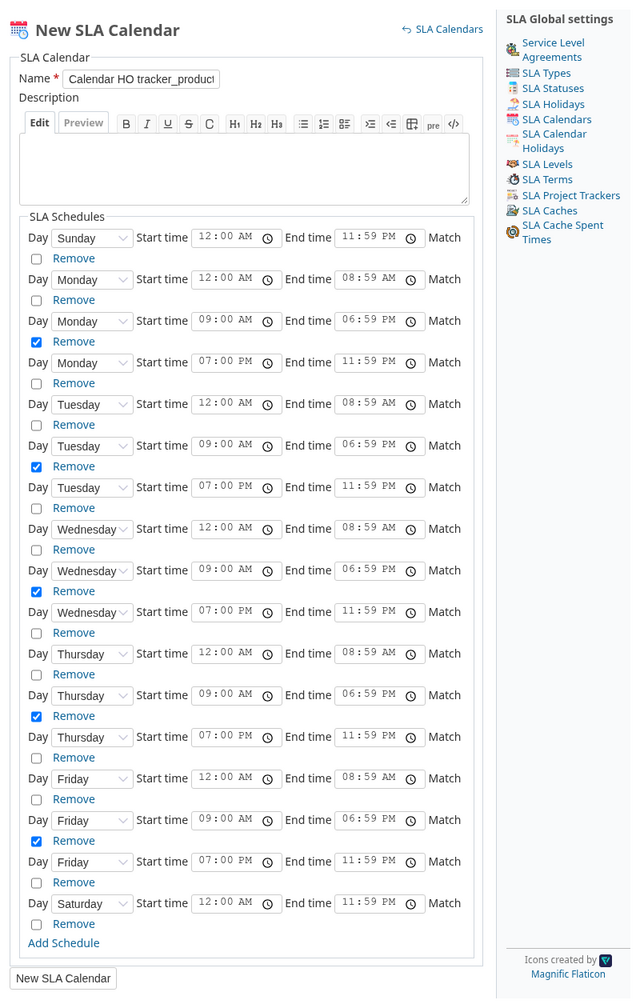 New SLA Calendar
SLA Calendars
SLA Calendar
Name * Calendar HO tracker_product
Description
Edit Preview B I U S C H1 H2 H3 pre </>
SLA Schedules
Day Sunday Start time 12:00 AM End time 11:59 PM Match
Remove
Day Monday Start time 12:00 AM End time 08:59 AM Match
Remove
Day Monday Start time 09:00 AM End time 06:59 PM Match
Remove
Day Monday Start time 07:00 PM End time 11:59 PM Match
Remove
Day Tuesday Start time 12:00 AM End time 08:59 AM Match
Remove
Day Tuesday Start time 09:00 AM End time 06:59 PM Match
Remove
Day Tuesday Start time 07:00 PM End time 11:59 PM Match
Remove
Day Wednesday Start time 12:00 AM End time 08:59 AM Match
Remove
Day Wednesday Start time 09:00 AM End time 06:59 PM Match
Remove
Day Wednesday Start time 07:00 PM End time 11:59 PM Match
Remove
Day Thursday Start time 12:00 AM End time 08:59 AM Match
Remove
Day Thursday Start time 09:00 AM End time 06:59 PM Match
Remove
Day Thursday Start time 07:00 PM End time 11:59 PM Match
Remove
Day Friday Start time 12:00 AM End time 08:59 AM Match
Remove
Day Friday Start time 09:00 AM End time 06:59 PM Match
Remove
Day Friday Start time 07:00 PM End time 11:59 PM Match
Remove
Day Saturday Start time 12:00 AM End time 11:59 PM Match
Remove
Add Schedule
New SLA Calendar
SLA Global settings
Service Level
Agreements
SLA Types
SLA Statuses
SLA Holidays
SLA Calendars
SLA Calendar
Holidays
SLA Levels
SLA Terms
SLA Project Trackers
SLA Caches
SLA Cache Spent
Times
Icons created by
Magnific Flaticon